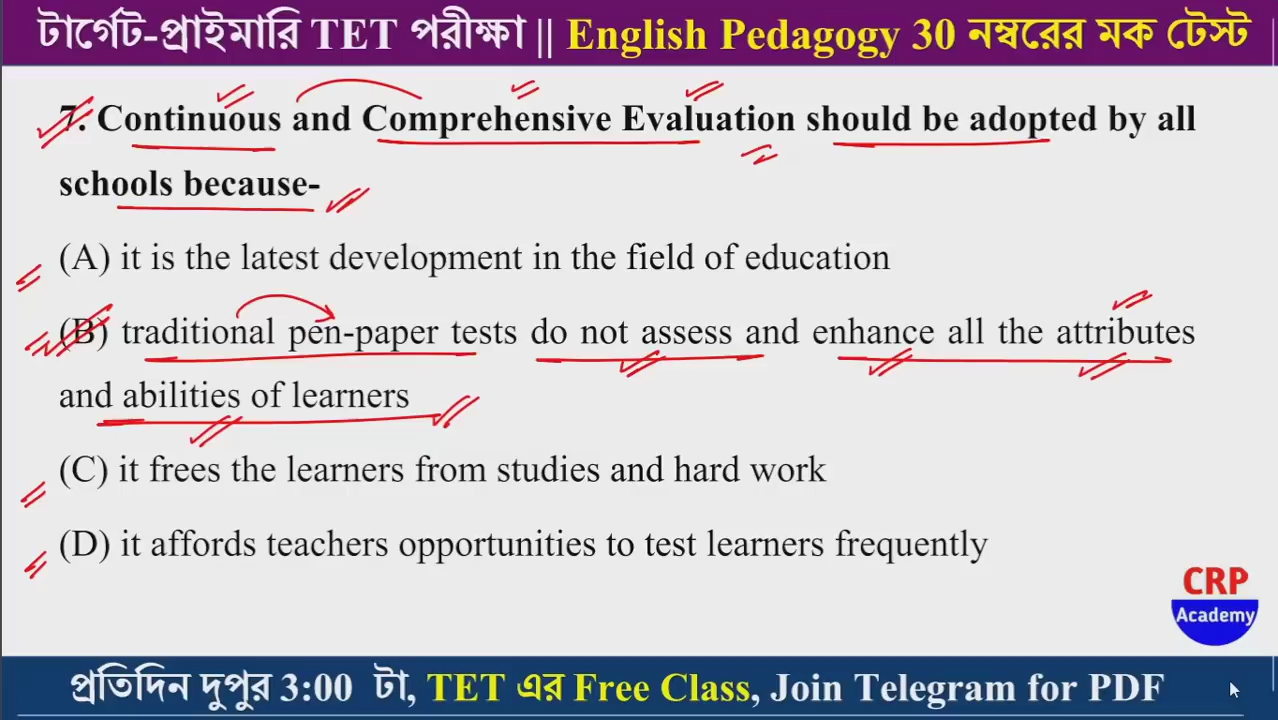 টার্গেট-প্রাইমারি TET পরীক্ষা || English Pedagogy 30 নম্বরের মক টেস্ট
7. Continuous and Comprehensive Evaluation should be adopted by all
schools because-
(A) it is the latest development in the field of education
(B) traditional pen-paper tests do not assess and enhance all the attributes
and abilities of learners
(C) it frees the learners from studies and hard work
(D) it affords teachers opportunities to test learners frequently
CRP
Academy
প্রতিদিন দুপুর 3:00 টা, TET এর Free Class, Join Telegram for PDF